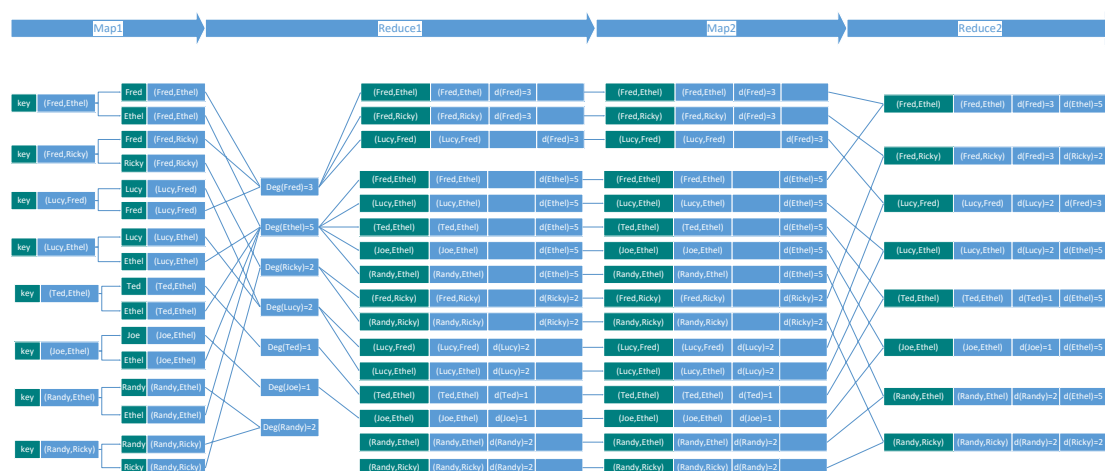 Map1 Reduce1 Map2 Reduce2
Fred (Fred,Ethel)
key (Fred,Ethel)
Ethel (Fred,Ethel)
Fred (Fred,Ricky)
key (Fred,Ricky)
Ricky (Fred,Ricky)
Lucy (Lucy,Fred)
key (Lucy,Fred)
Fred (Lucy,Fred)
Lucy (Lucy,Ethel)
key (Lucy,Ethel)
Ethel (Lucy,Ethel)
Ted (Ted,Ethel)
key (Ted,Ethel)
Ethel (Ted,Ethel)
Joe (Joe,Ethel)
key (Joe,Ethel)
Ethel (Joe,Ethel)
Randy (Randy,Ethel)
key (Randy,Ethel)
Ethel (Randy,Ethel)
Randy (Randy,Ricky)
key (Randy,Ricky)
Ricky (Randy,Ricky)
Deg(Fred)=3
Deg(Ethel)=5
Deg(Ricky)=2
Deg(Lucy)=2
Deg(Ted)=1
Deg(Joe)=1
Deg(Randy)=2
(Fred,Ethel) (Fred,Ethel) d(Fred)=3
(Fred,Ricky) (Fred,Ricky) d(Fred)=3
(Lucy,Fred) (Lucy,Fred) d(Fred)=3
(Fred,Ethel) (Fred,Ethel) d(Ethel)=5
(Lucy,Ethel) (Lucy,Ethel) d(Ethel)=5
(Ted,Ethel) (Ted,Ethel) d(Ethel)=5
(Joe,Ethel) (Joe,Ethel) d(Ethel)=5
(Randy,Ethel) (Randy,Ethel) d(Ethel)=5
(Fred,Ricky) (Fred,Ricky) d(Ricky)=2
(Randy,Ricky) (Randy,Ricky) d(Ricky)=2
(Lucy,Fred) (Lucy,Fred) d(Lucy)=2
(Lucy,Ethel) (Lucy,Ethel) d(Lucy)=2
(Ted,Ethel) (Ted,Ethel) d(Ted)=1
(Joe,Ethel) (Joe,Ethel) d(Joe)=1
(Randy,Ethel) (Randy,Ethel) d(Randy)=2
(Randy,Ricky) (Randy,Ricky) d(Randy)=2
(Fred,Ethel) (Fred,Ethel) d(Fred)=3
(Fred,Ricky) (Fred,Ricky) d(Fred)=3
(Lucy,Fred) (Lucy,Fred) d(Fred)=3
(Fred,Ethel) (Fred,Ethel) d(Ethel)=5
(Lucy,Ethel) (Lucy,Ethel) d(Ethel)=5
(Ted,Ethel) (Ted,Ethel) d(Ethel)=5
(Joe,Ethel) (Joe,Ethel) d(Ethel)=5
(Randy,Ethel) (Randy,Ethel) d(Ethel)=5
(Fred,Ricky) (Fred,Ricky) d(Ricky)=2
(Randy,Ricky) (Randy,Ricky) d(Ricky)=2
(Lucy,Fred) (Lucy,Fred) d(Lucy)=2
(Lucy,Ethel) (Lucy,Ethel) d(Lucy)=2
(Ted,Ethel) (Ted,Ethel) d(Ted)=1
(Joe,Ethel) (Joe,Ethel) d(Joe)=1
(Randy,Ethel) (Randy,Ethel) d(Randy)=2
(Randy,Ricky) (Randy,Ricky) d(Randy)=2
(Fred,Ethel) (Fred,Ethel) d(Fred)=3 d(Ethel)=5
(Fred,Ricky) (Fred,Ricky) d(Fred)=3 d(Ricky)=2
(Lucy,Fred) (Lucy,Fred) d(Lucy)=2 d(Fred)=3
(Lucy,Ethel) (Lucy,Ethel) d(Lucy)=2 d(Ethel)=5
(Ted,Ethel) (Ted,Ethel) d(Ted)=1 d(Ethel)=5
(Joe,Ethel) (Joe,Ethel) d(Joe)=1 d(Ethel)=5
(Randy,Ethel) (Randy,Ethel) d(Randy)=2 d(Ethel)=5
(Randy,Ricky) (Randy,Ricky) d(Randy)=2 d(Ricky)=2